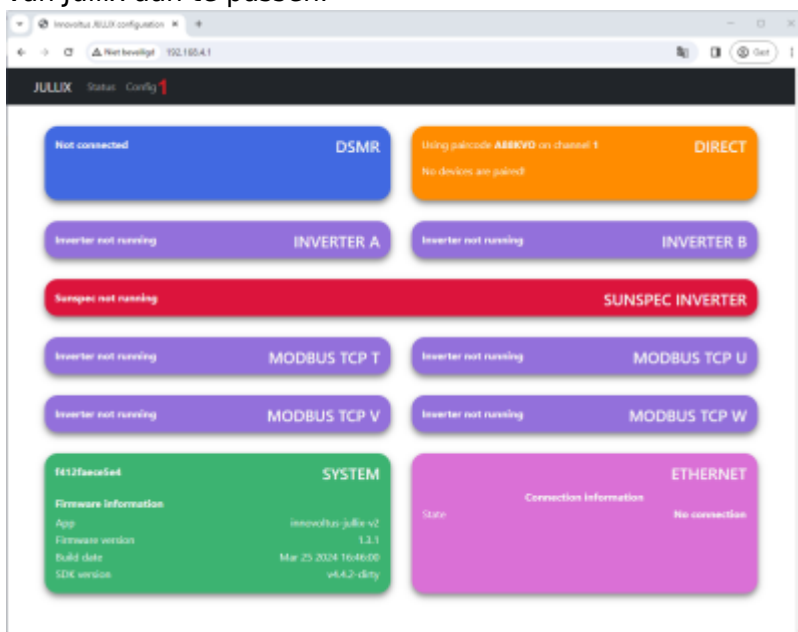 van Jullix aan te passen.
Innovoltus JULLIX configuration
Niet beveiligd 192.168.4.1
Gast
JULLIX Status Config 1
Not connected DSMR
Using paircode on channel 1 DIRECT
No devices are paired!
Inverter not running INVERTER A
Inverter not running INVERTER B
Sunspec not running SUNSPEC INVERTER
Inverter not running MODBUS TCP T
Inverter not running MODBUS TCP U
Inverter not running MODBUS TCP V
Inverter not running MODBUS TCP W
f412faece5e4 SYSTEM
Firmware information
App innovoltus-jullix-v2
Firmware version 1.3.1
Build date Mar 25 2024 16:46:00
SDK version v4.4.2-dirty
ETHERNET
Connection information
State No connection